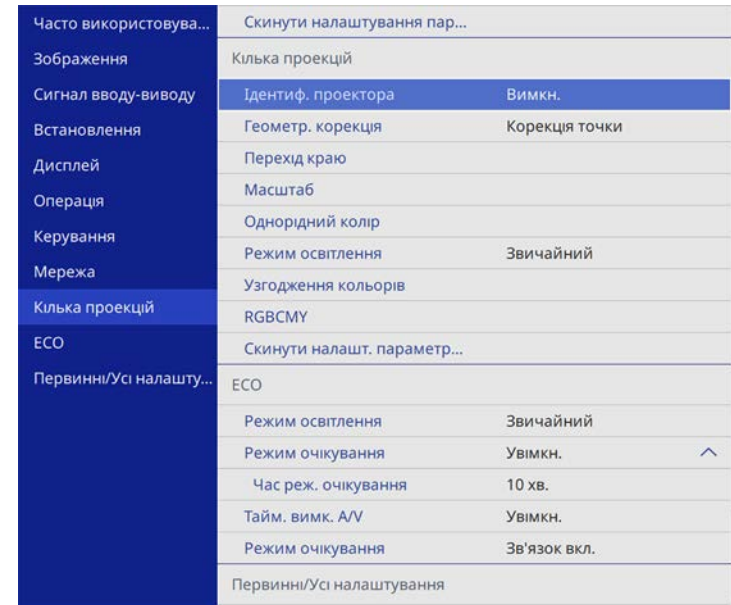 Часто використовува...
Зображення
Сигнал вводу-виводу
Встановлення
Дисплей
Операція
Керування
Мережа
Кілька проекцій
ECO
Первинні/Усі налашту...
Скинути налаштування пар...
Кілька проекцій
Ідентиф. проектора Вимкн.
Геометр. корекція Корекція точки
Перехід краю
Масштаб
Однорідний колір
Режим освітлення Звичайний
Узгодження кольорів
RGBCMY
Скинути налашт. параметр...
ECO
Режим освітлення Звичайний
Режим очікування Увімкн.
Час реж. очікування 10 хв.
Тайм. вимк. A/V Увімкн.
Режим очікування Зв'язок вкл.
Первинні/Усі налаштування